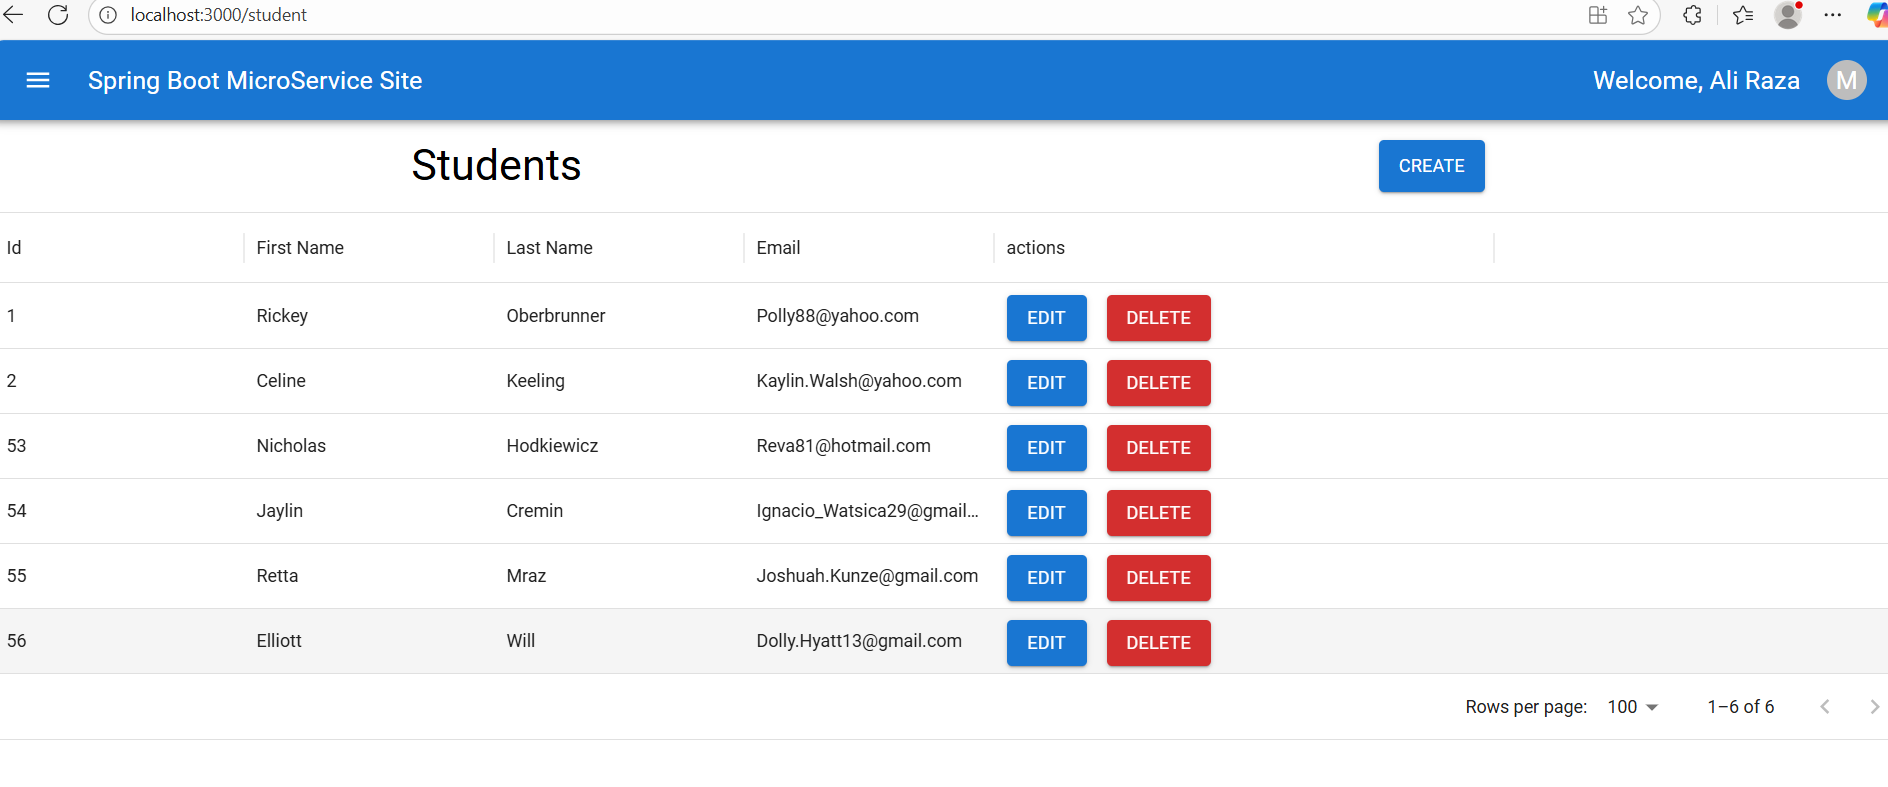 localhost:3000/student
Spring Boot MicroService Site Welcome, Ali Raza M
Students CREATE
Id First Name Last Name Email actions
1 Rickey Oberbrunner Polly88@yahoo.com EDIT DELETE
2 Celine Keeling Kaylin.Walsh@yahoo.com EDIT DELETE
53 Nicholas Hodkiewicz Reva81@hotmail.com EDIT DELETE
54 Jaylin Cremin Ignacio_Watsica29@gmail... EDIT DELETE
55 Retta Mraz Joshuah.Kunze@gmail.com EDIT DELETE
56 Elliott Will Dolly.Hyatt13@gmail.com EDIT DELETE
Rows per page: 100 1–6 of 6